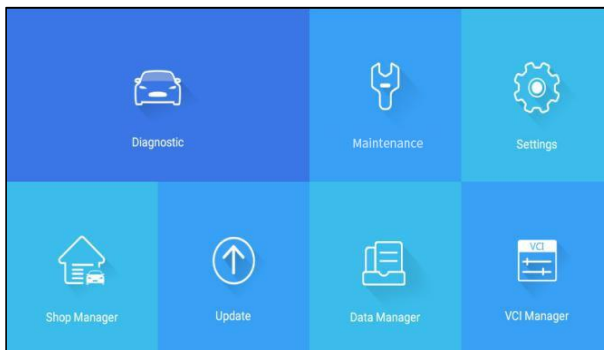 Diagnostic
Maintenance
Settings
VCI
Shop Manager
Update
Data Manager
VCI Manager